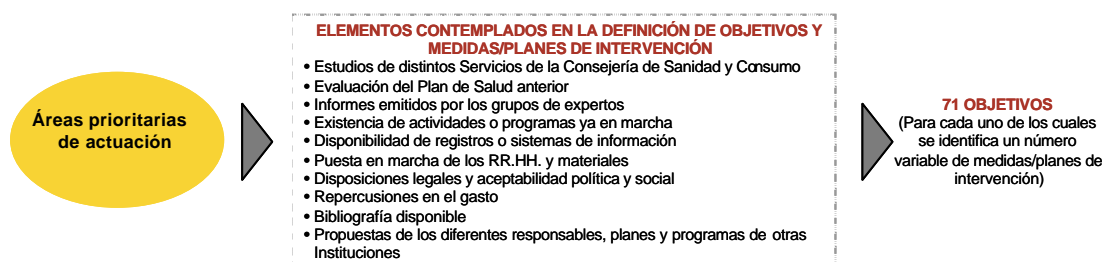 Áreas prioritarias
de actuación
ELEMENTOS CONTEMPLADOS EN LA DEFINICIÓN DE OBJETIVOS Y
MEDIDAS/PLANES DE INTERVENCIÓN
• Estudios de distintos Servicios de la Consejería de Sanidad y Consumo
• Evaluación del Plan de Salud anterior
• Informes emitidos por los grupos de expertos
• Existencia de actividades o programas ya en marcha
• Disponibilidad de registros o sistemas de información
• Puesta en marcha de los RR.HH. y materiales
• Disposiciones legales y aceptabilidad política y social
• Repercusiones en el gasto
• Bibliografía disponible
• Propuestas de los diferentes responsables, planes y programas de otras
Instituciones
71 OBJETIVOS
(Para cada uno de los cuales
se identifica un número
variable de medidas/planes de
intervención)